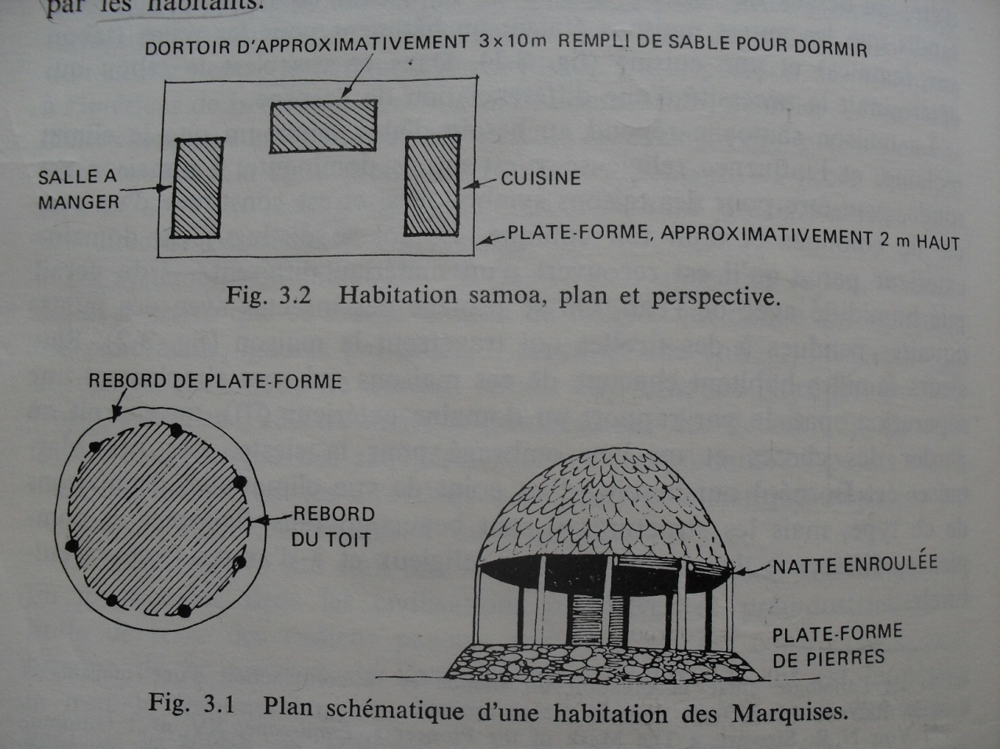 par les habitants.
DORTOIR D'APPROXIMATIVEMENT 3 x 10 m REMPLI DE SABLE POUR DORMIR
SALLE A
MANGER
CUISINE
PLATE-FORME, APPROXIMATIVEMENT 2 m HAUT
Fig. 3.2 Habitation samoa, plan et perspective.
REBORD DE PLATE-FORME
REBORD
DU TOIT
NATTE ENROULÉE
PLATE-FORME
DE PIERRES
Fig. 3.1 Plan schématique d'une habitation des Marquises.